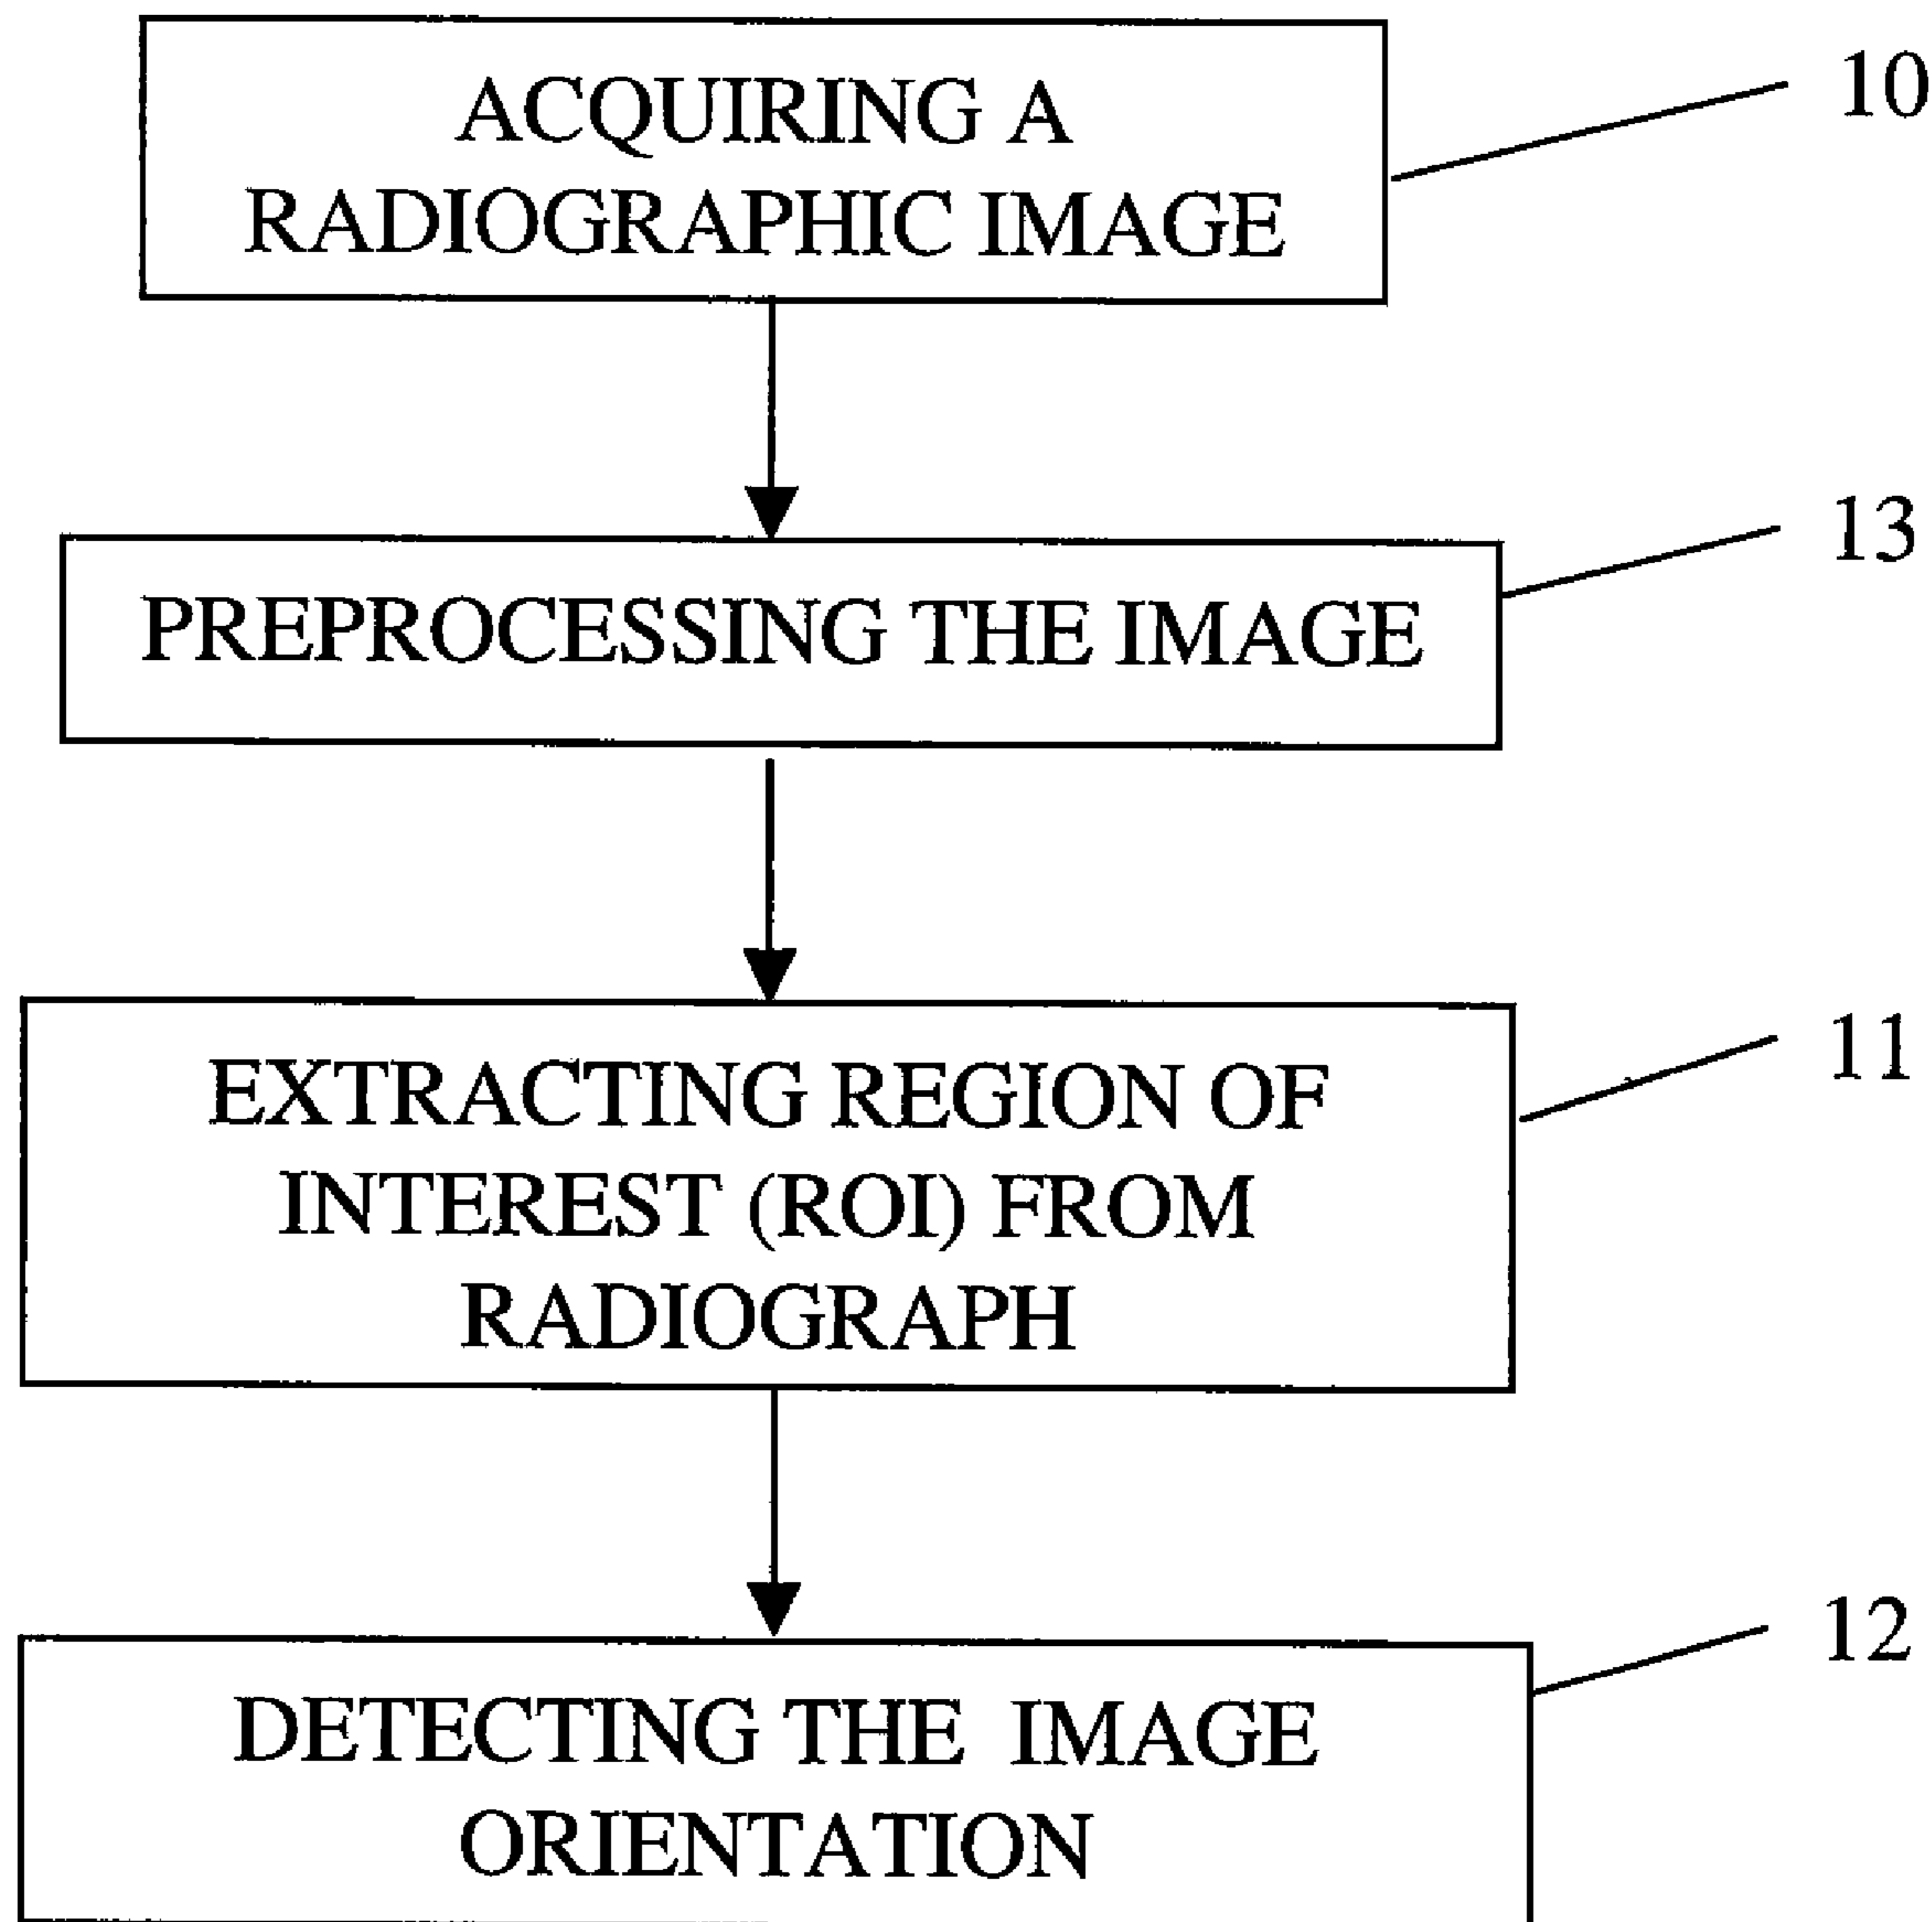 ACQUIRING A
RADIOGRAPHIC IMAGE
10
PREPROCESSING THE IMAGE
13
EXTRACTING REGION OF
INTEREST (ROI) FROM
RADIOGRAPH
11
DETECTING THE IMAGE
ORIENTATION
12